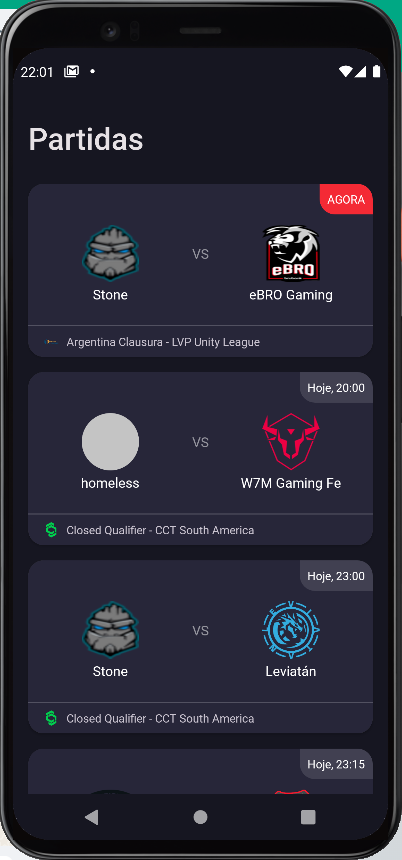 22:01
Partidas
AGORA
VS
eBRO
Stone
eBRO Gaming
Argentina Clausura - LVP Unity League
Hoje, 20:00
VS
homeless
W7M Gaming Fe
Closed Qualifier - CCT South America
Hoje, 23:00
VS
LEVIATAN
Stone
Leviatán
Closed Qualifier - CCT South America
Hoje, 23:15